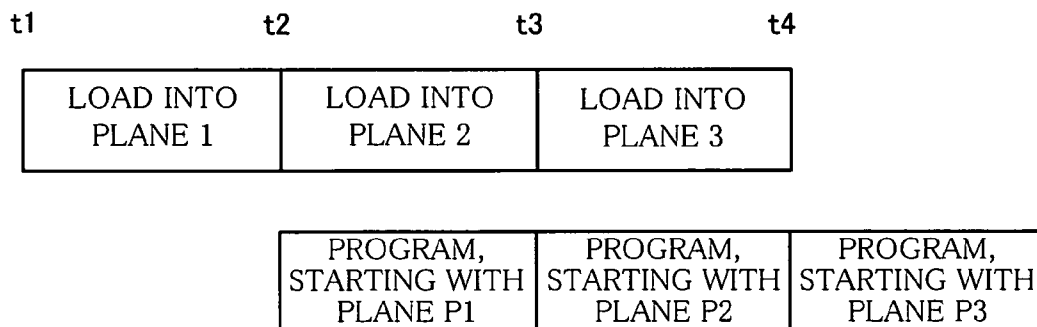 t1 t2 t3 t4
LOAD INTO PLANE 1
LOAD INTO PLANE 2
LOAD INTO PLANE 3
PROGRAM, STARTING WITH PLANE P1
PROGRAM, STARTING WITH PLANE P2
PROGRAM, STARTING WITH PLANE P3